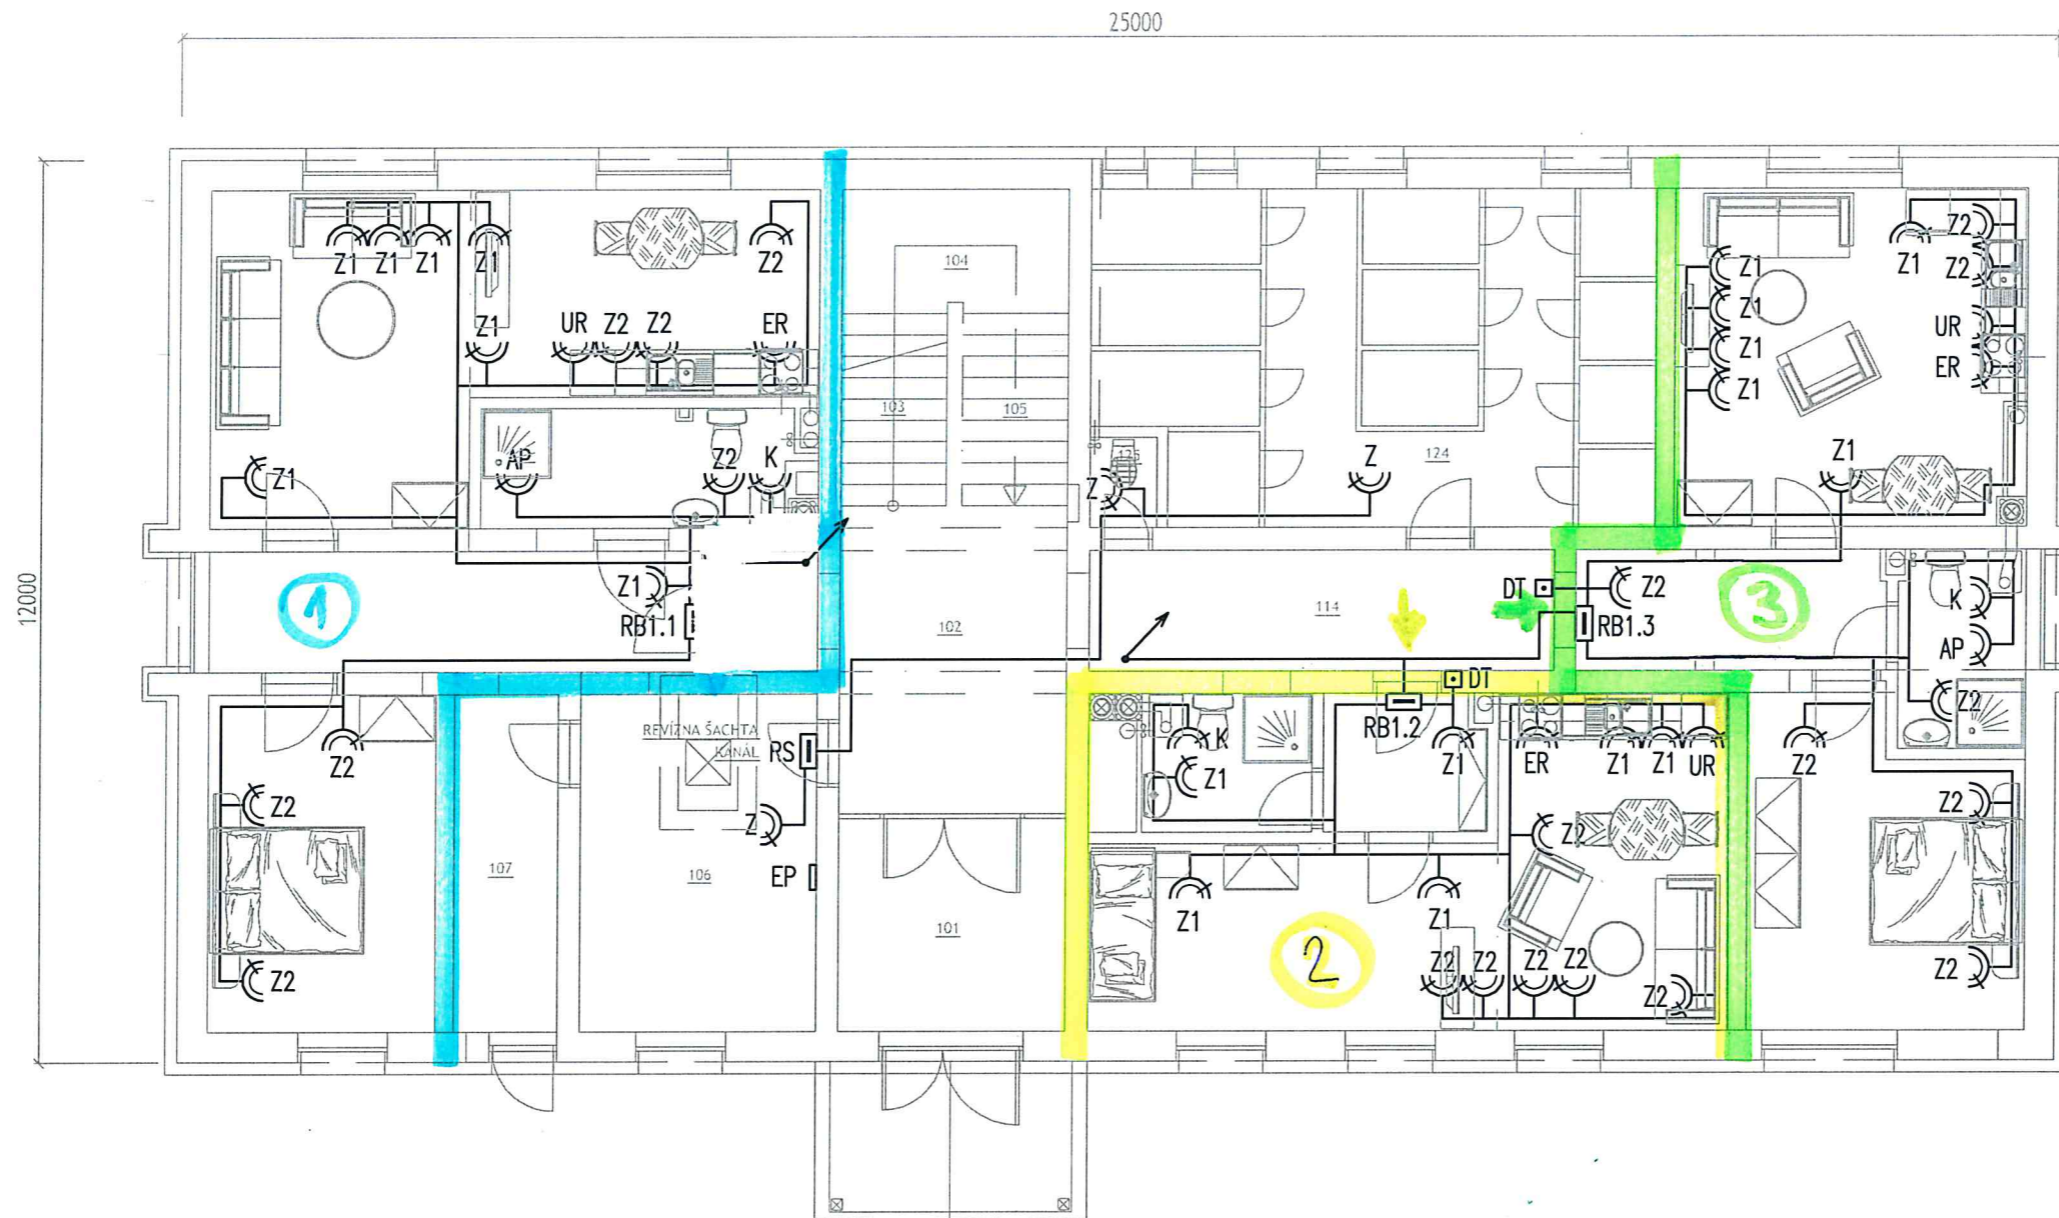 25000
12000
Z1 Z1 Z1 Z1 Z2
Z1 UR Z2 Z2 ER
AP Z2 K
Z1
Z1
RB1.1
1
Z2
Z2
Z2
104
103 105
102
REVÍZNA ŠACHTA
KANÁL
RS
Z
EP
107 106 101
Z Z 124
125
114
DT
DT
RB1.2
K
Z1
Z1 ER Z1 Z1 UR
Z2
Z1 Z1
2
Z2 Z2 Z2 Z2 Z2
Z1 Z2
Z1 Z2
Z1
Z1 UR
Z1 ER
Z1
Z2
RB1.3
3
K
AP
Z2
Z2
Z2
Z2